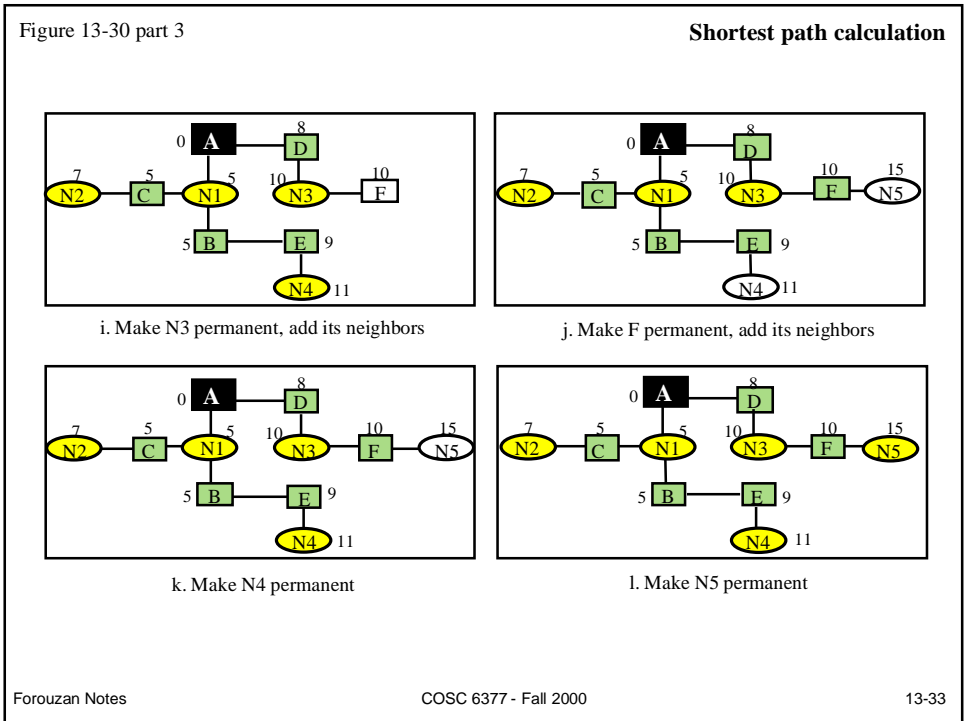 Figure 13-30 part 3
Shortest path calculation
0 A 8 D
7 N2 5 C N1 5 10 N3 10 F
5 B E 9
N4 11
i. Make N3 permanent, add its neighbors
0 A 8 D
7 N2 5 C N1 5 10 N3 10 F 15 N5
5 B E 9
N4 11
j. Make F permanent, add its neighbors
0 A 8 D
7 N2 5 C N1 5 10 N3 10 F 15 N5
5 B E 9
N4 11
k. Make N4 permanent
0 A 8 D
7 N2 5 C N1 5 10 N3 10 F 15 N5
5 B E 9
N4 11
l. Make N5 permanent
Forouzan Notes
COSC 6377 - Fall 2000
13-33